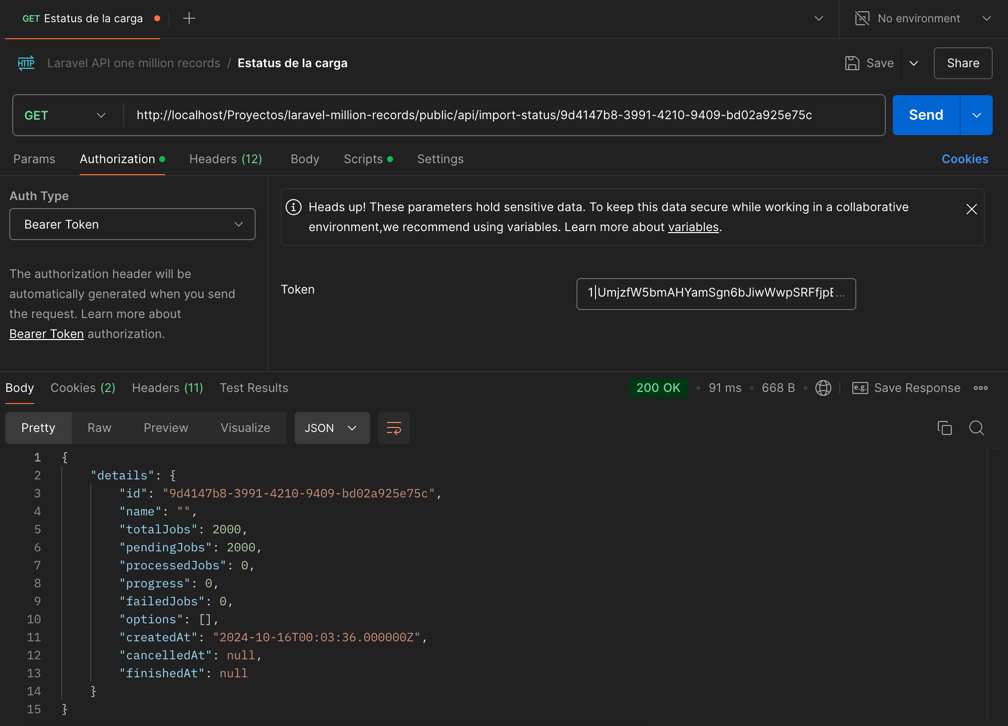 GET Estatus de la carga
No environment
HTTP Laravel API one million records / Estatus de la carga
Save
Share
GET
http://localhost/Proyectos/laravel-million-records/public/api/import-status/9d4147b8-3991-4210-9409-bd02a925e75c
Send
Params Authorization Headers (12) Body Scripts Settings Cookies
Auth Type
Bearer Token
The authorization header will be
automatically generated when you send
the request. Learn more about
Bearer Token authorization.
Heads up! These parameters hold sensitive data. To keep this data secure while working in a collaborative
environment,we recommend using variables. Learn more about variables.
Token
1|UmjzfW5bmAHYamSgn6bJiwWwpSRFfjpE...
Body Cookies (2) Headers (11) Test Results
200 OK • 91 ms • 668 B • e.g. Save Response
Pretty Raw Preview Visualize JSON
1 {
2 "details": {
3 "id": "9d4147b8-3991-4210-9409-bd02a925e75c",
4 "name": "",
5 "totalJobs": 2000,
6 "pendingJobs": 2000,
7 "processedJobs": 0,
8 "progress": 0,
9 "failedJobs": 0,
10 "options": [],
11 "createdAt": "2024-10-16T00:03:36.000000Z",
12 "cancelledAt": null,
13 "finishedAt": null
14 }
15 }